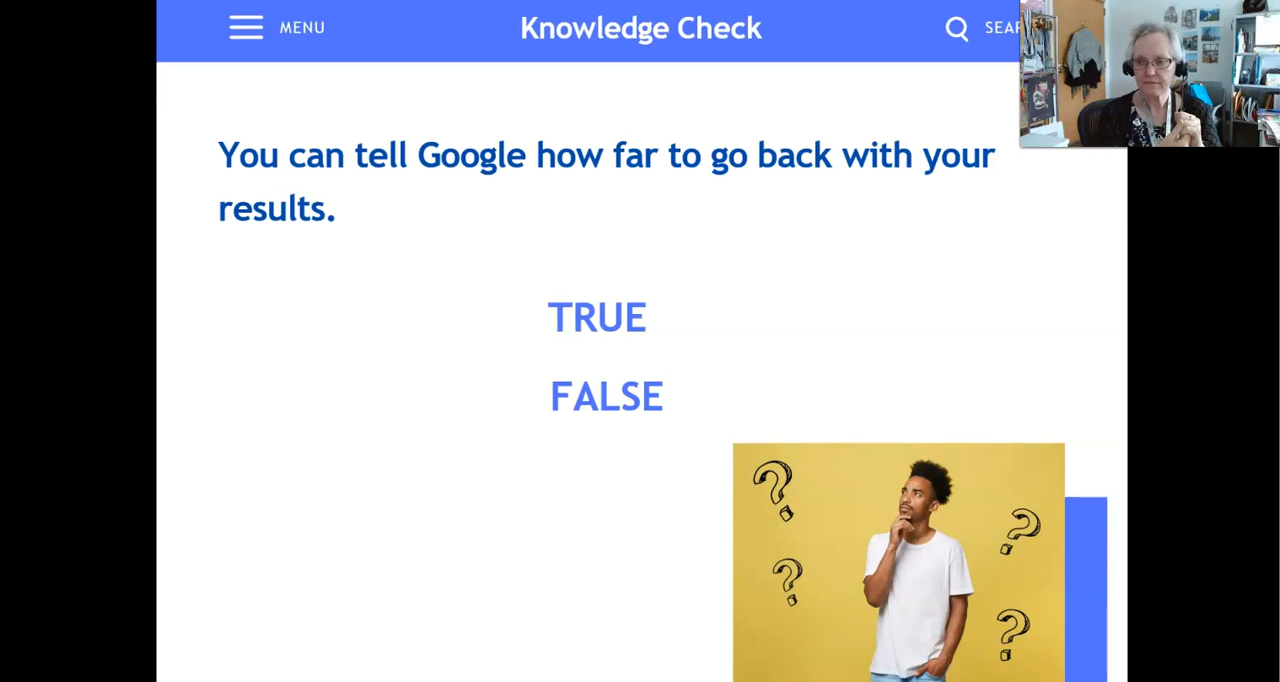 MENU
Knowledge Check
You can tell Google how far to go back with your
results.
TRUE
FALSE
?
?
?
?